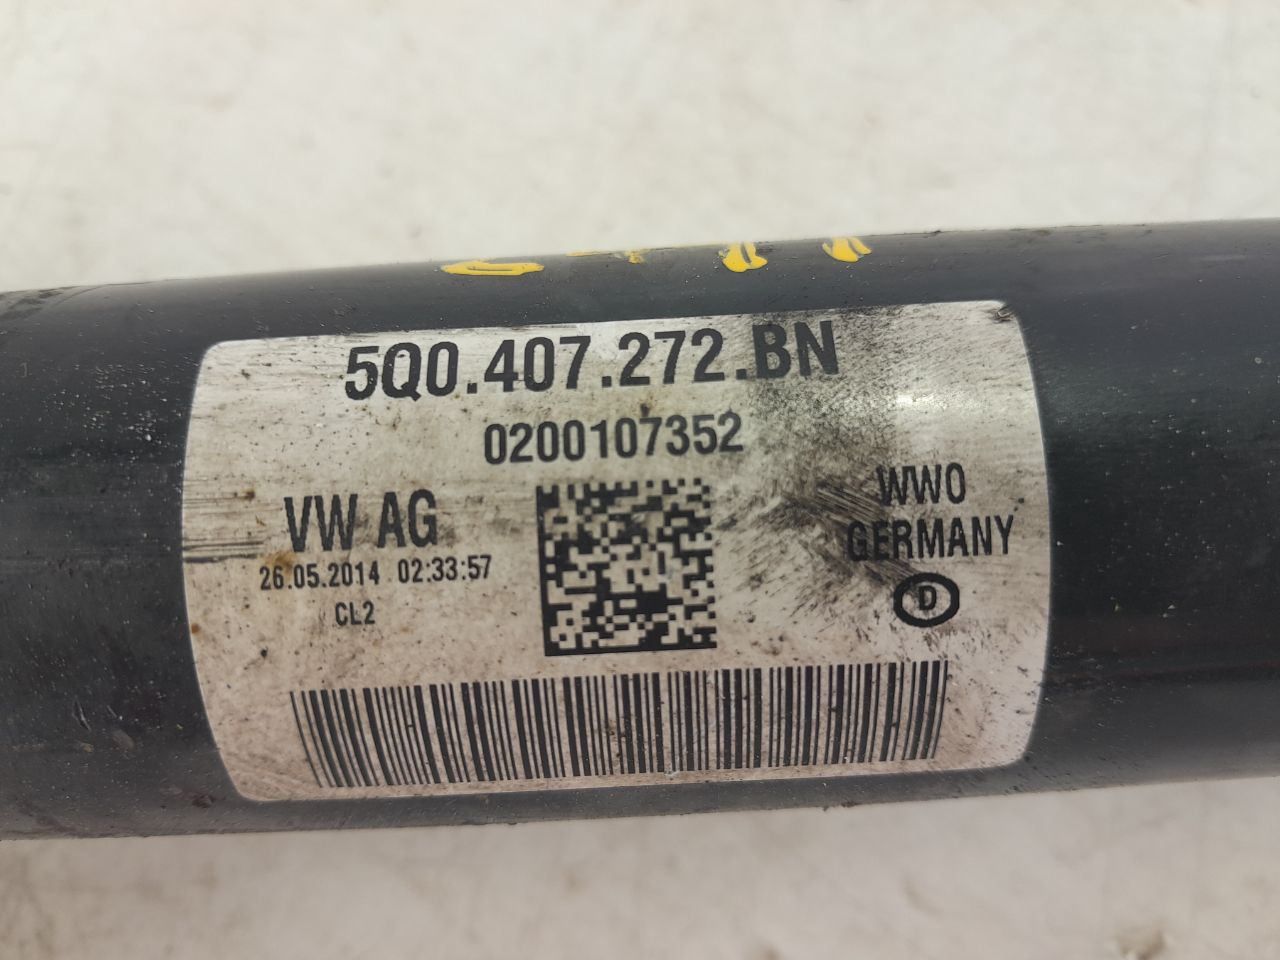 5Q0.407.272.BN
0200107352
VW AG
26.05.2014 02:33:57
CL2
WWO
GERMANY
D